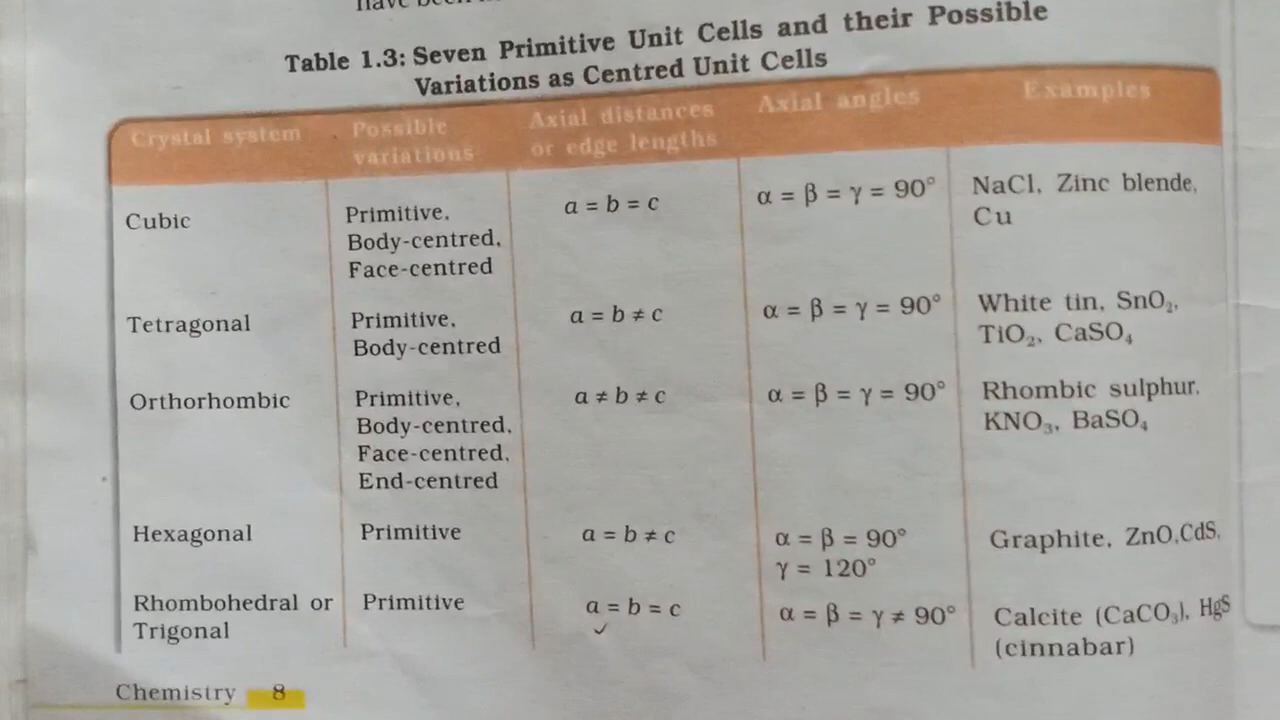 have been
Table 1.3: Seven Primitive Unit Cells and their Possible
Variations as Centred Unit Cells
Crystal system Possible variations Axial distances or edge lengths Axial angles Examples
Cubic
Primitive,
Body-centred,
Face-centred
a = b = c
α = β = γ = 90°
NaCl, Zinc blende,
Cu
Tetragonal
Primitive,
Body-centred
a = b ≠ c
α = β = γ = 90°
White tin, SnO₂,
TiO₂, CaSO₄
Orthorhombic
Primitive,
Body-centred,
Face-centred,
End-centred
a ≠ b ≠ c
α = β = γ = 90°
Rhombic sulphur,
KNO₃, BaSO₄
Hexagonal
Primitive
a = b ≠ c
α = β = 90°
γ = 120°
Graphite, ZnO,CdS,
Rhombohedral or
Trigonal
Primitive
a = b = c
α = β = γ ≠ 90°
Calcite (CaCO₃), HgS
(cinnabar)
Chemistry 8